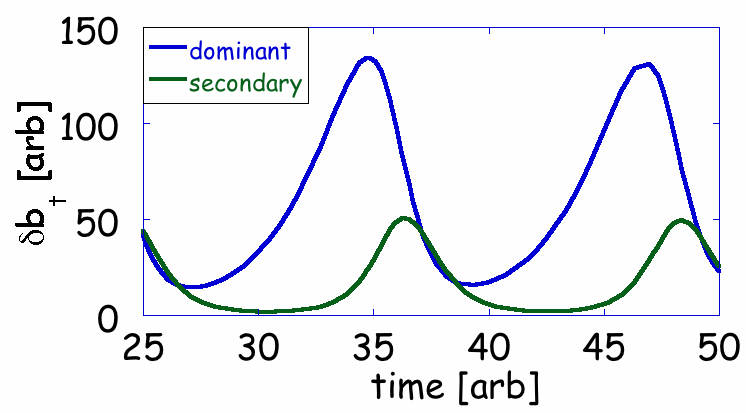 150
100
50
0
δb† [arb]
dominant
secondary
25 30 35 40 45 50
time [arb]